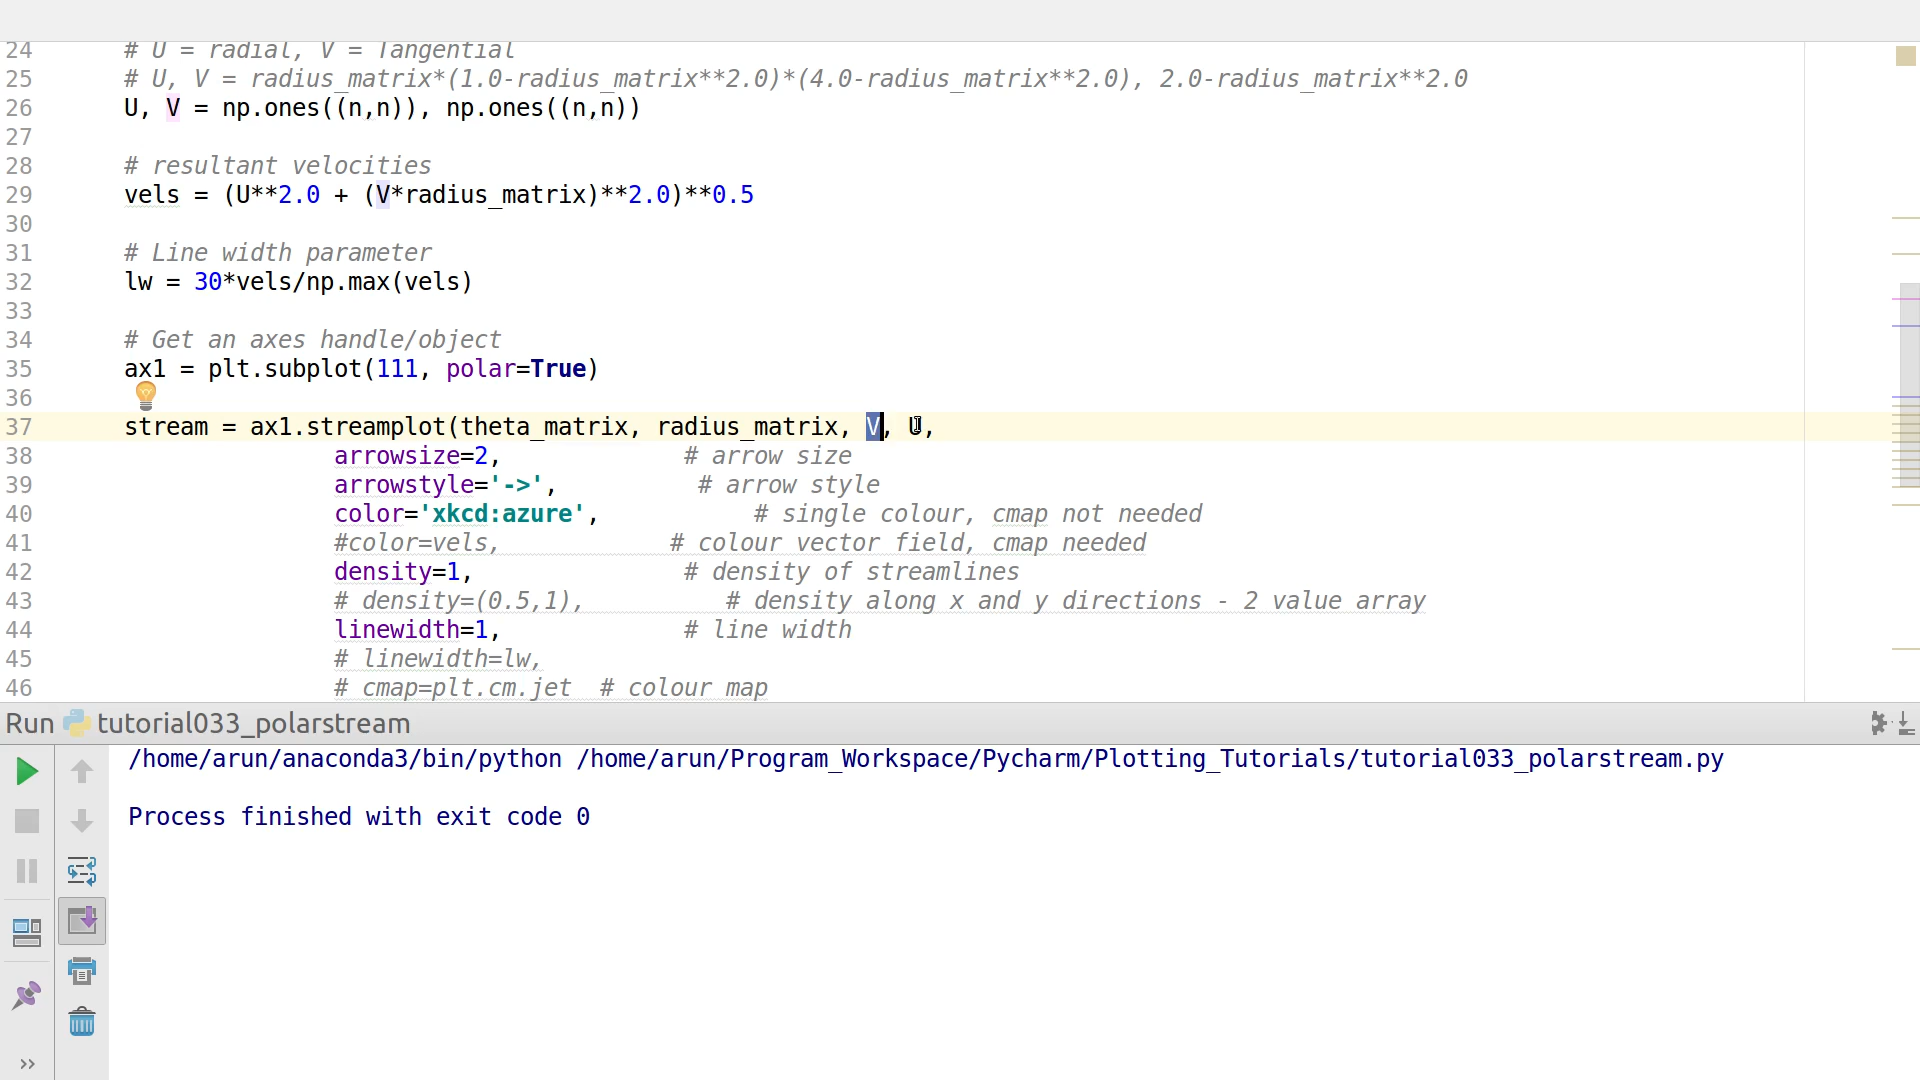 24 # U = radial, V = Tangential
25 # U, V = radius_matrix*(1.0-radius_matrix**2.0)*(4.0-radius_matrix**2.0), 2.0-radius_matrix**2.0
26 U, V = np.ones((n,n)), np.ones((n,n))
27
28 # resultant velocities
29 vels = (U**2.0 + (V*radius_matrix)**2.0)**0.5
30
31 # Line width parameter
32 lw = 30*vels/np.max(vels)
33
34 # Get an axes handle/object
35 ax1 = plt.subplot(111, polar=True)
36
37 stream = ax1.streamplot(theta_matrix, radius_matrix, V, U,
38 arrowsize=2, # arrow size
39 arrowstyle='->', # arrow style
40 color='xkcd:azure', # single colour, cmap not needed
41 #color=vels, # colour vector field, cmap needed
42 density=1, # density of streamlines
43 # density=(0.5,1), # density along x and y directions - 2 value array
44 linewidth=1, # line width
45 # linewidth=lw,
46 # cmap=plt.cm.jet # colour map
Run tutorial033_polarstream
/home/arun/anaconda3/bin/python /home/arun/Program_Workspace/Pycharm/Plotting_Tutorials/tutorial033_polarstream.py
Process finished with exit code 0